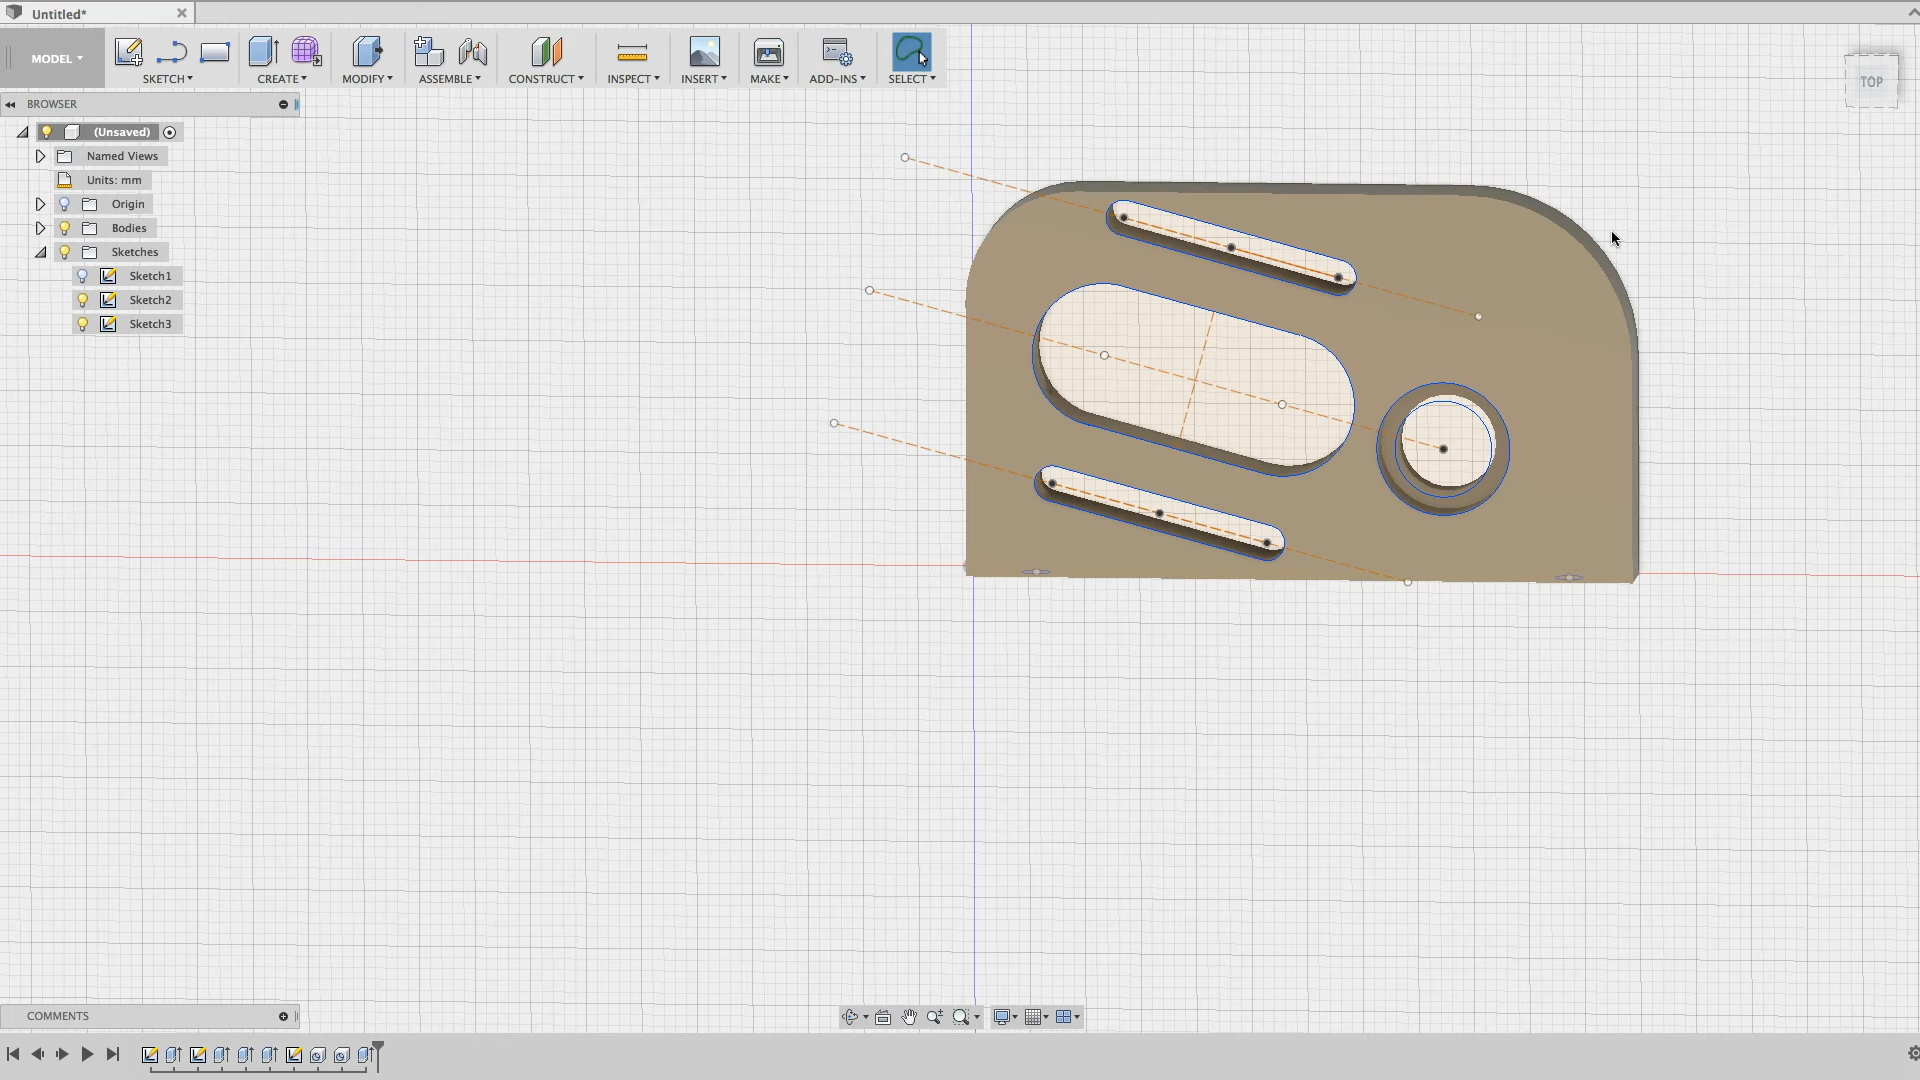 Untitled*
MODEL
SKETCH
CREATE
MODIFY
ASSEMBLE
CONSTRUCT
INSPECT
INSERT
MAKE
ADD-INS
SELECT
TOP
BROWSER
(Unsaved)
Named Views
Units: mm
Origin
Bodies
Sketches
Sketch1
Sketch2
Sketch3
COMMENTS